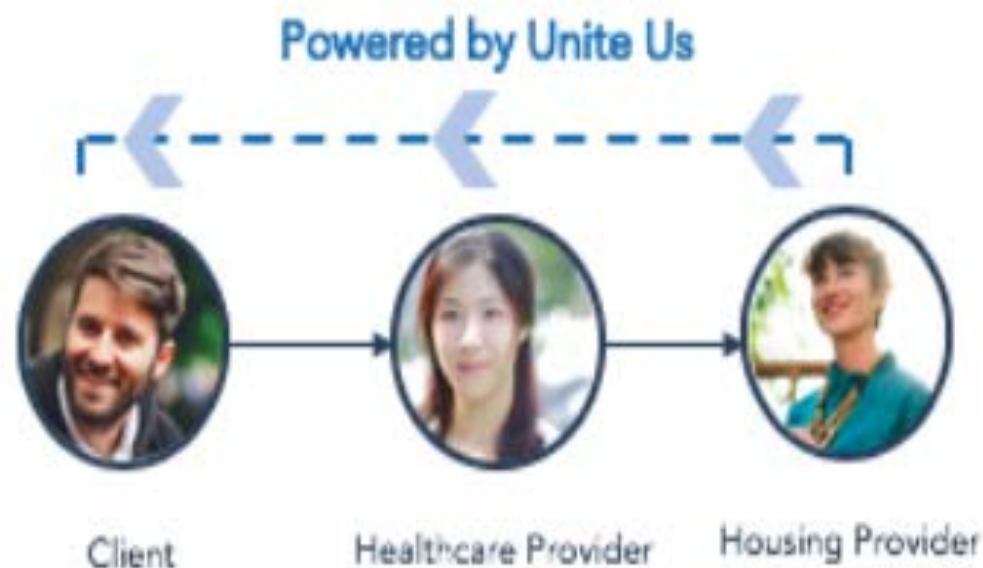 Powered by Unite Us
Client
Healthcare Provider
Housing Provider